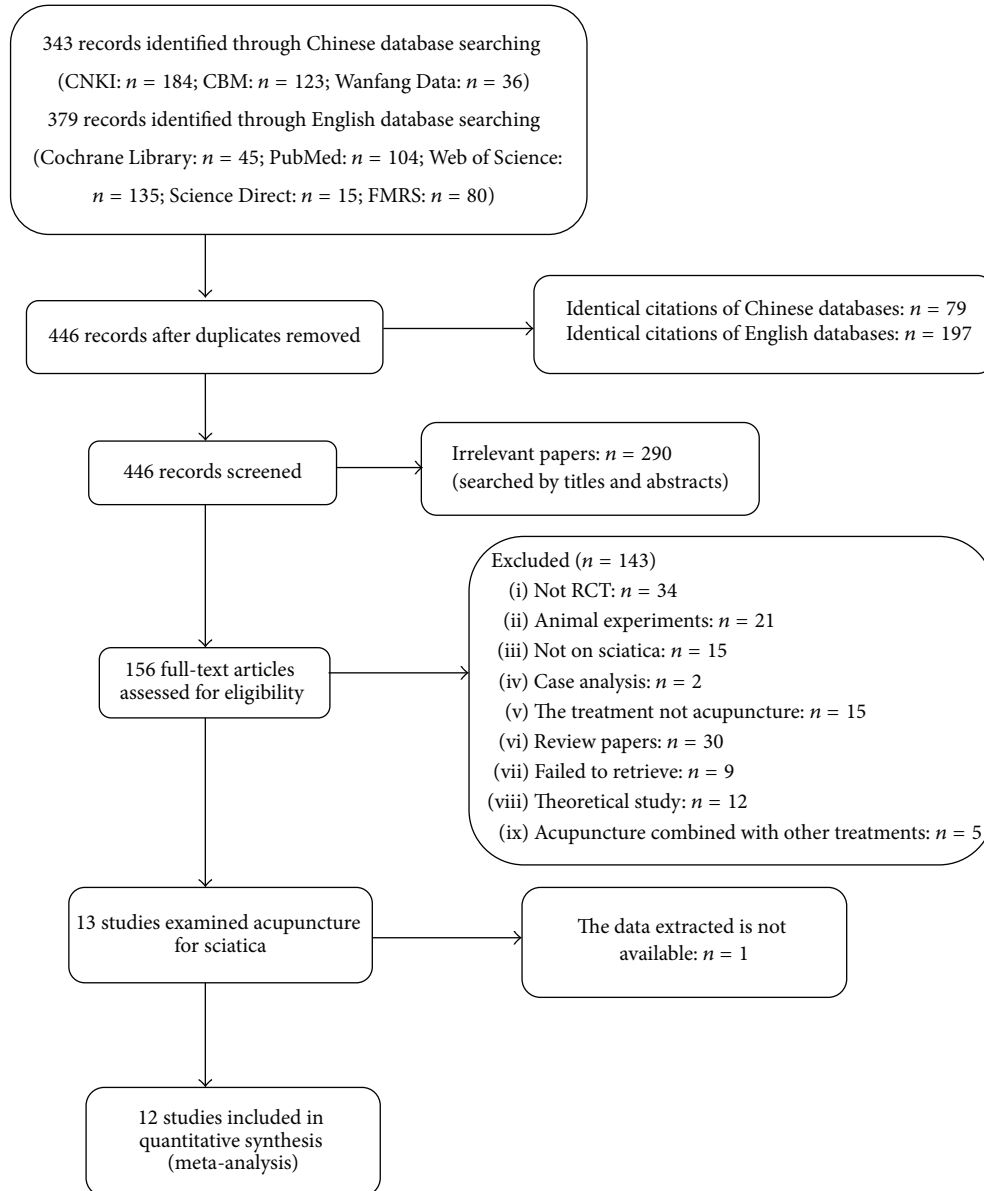 343 records identified through Chinese database searching
(CNKI: n = 184; CBM: n = 123; Wanfang Data: n = 36)
379 records identified through English database searching
(Cochrane Library: n = 45; PubMed: n = 104; Web of Science:
n = 135; Science Direct: n = 15; FMRS: n = 80)
446 records after duplicates removed
Identical citations of Chinese databases: n = 79
Identical citations of English databases: n = 197
446 records screened
Irrelevant papers: n = 290
(searched by titles and abstracts)
156 full-text articles
assessed for eligibility
Excluded (n = 143)
(i) Not RCT: n = 34
(ii) Animal experiments: n = 21
(iii) Not on sciatica: n = 15
(iv) Case analysis: n = 2
(v) The treatment not acupuncture: n = 15
(vi) Review papers: n = 30
(vii) Failed to retrieve: n = 9
(viii) Theoretical study: n = 12
(ix) Acupuncture combined with other treatments: n = 5
13 studies examined acupuncture
for sciatica
The data extracted is not
available: n = 1
12 studies included in
quantitative synthesis
(meta-analysis)